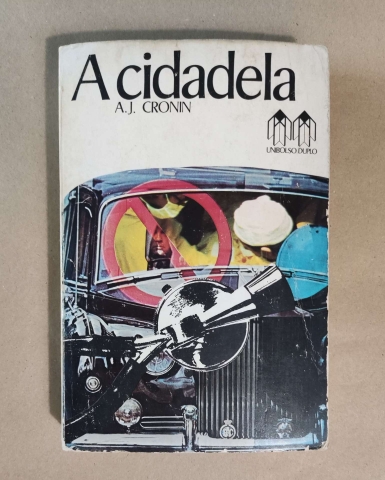 A cidadela
A.J. CRONIN
UNIBOLSO DUPLO